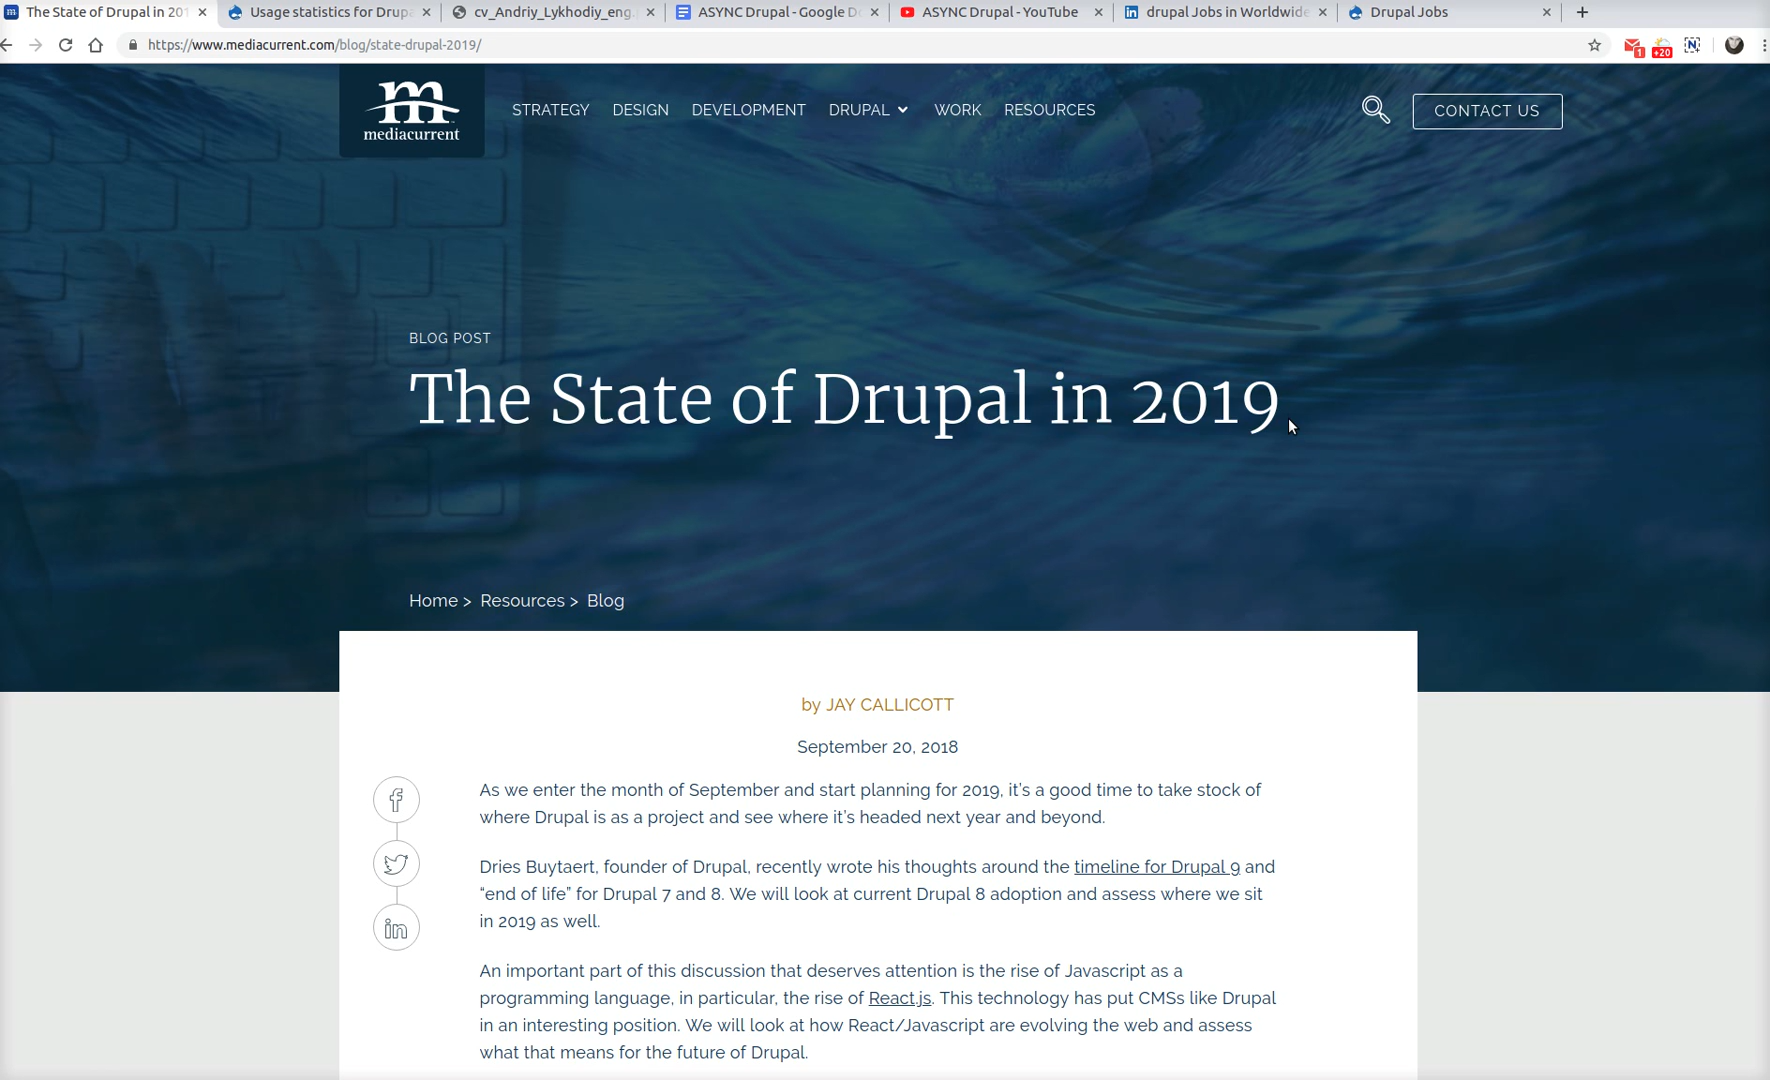 The State of Drupal in 201
Usage statistics for Drupa
cv_Andriy_Lykhodiy_eng.
ASYNC Drupal - Google Do
ASYNC Drupal - YouTube
drupal Jobs in Worldwide
Drupal Jobs
https://www.mediacurrent.com/blog/state-drupal-2019/
1
+20
N
m
mediacurrent
STRATEGY DESIGN DEVELOPMENT DRUPAL WORK RESOURCES
CONTACT US
BLOG POST
The State of Drupal in 2019
Home > Resources > Blog
by JAY CALLICOTT
September 20, 2018
As we enter the month of September and start planning for 2019, it’s a good time to take stock of
where Drupal is as a project and see where it’s headed next year and beyond.
Dries Buytaert, founder of Drupal, recently wrote his thoughts around the timeline for Drupal 9 and
“end of life” for Drupal 7 and 8. We will look at current Drupal 8 adoption and assess where we sit
in 2019 as well.
An important part of this discussion that deserves attention is the rise of Javascript as a
programming language, in particular, the rise of React.js. This technology has put CMSs like Drupal
in an interesting position. We will look at how React/Javascript are evolving the web and assess
what that means for the future of Drupal.